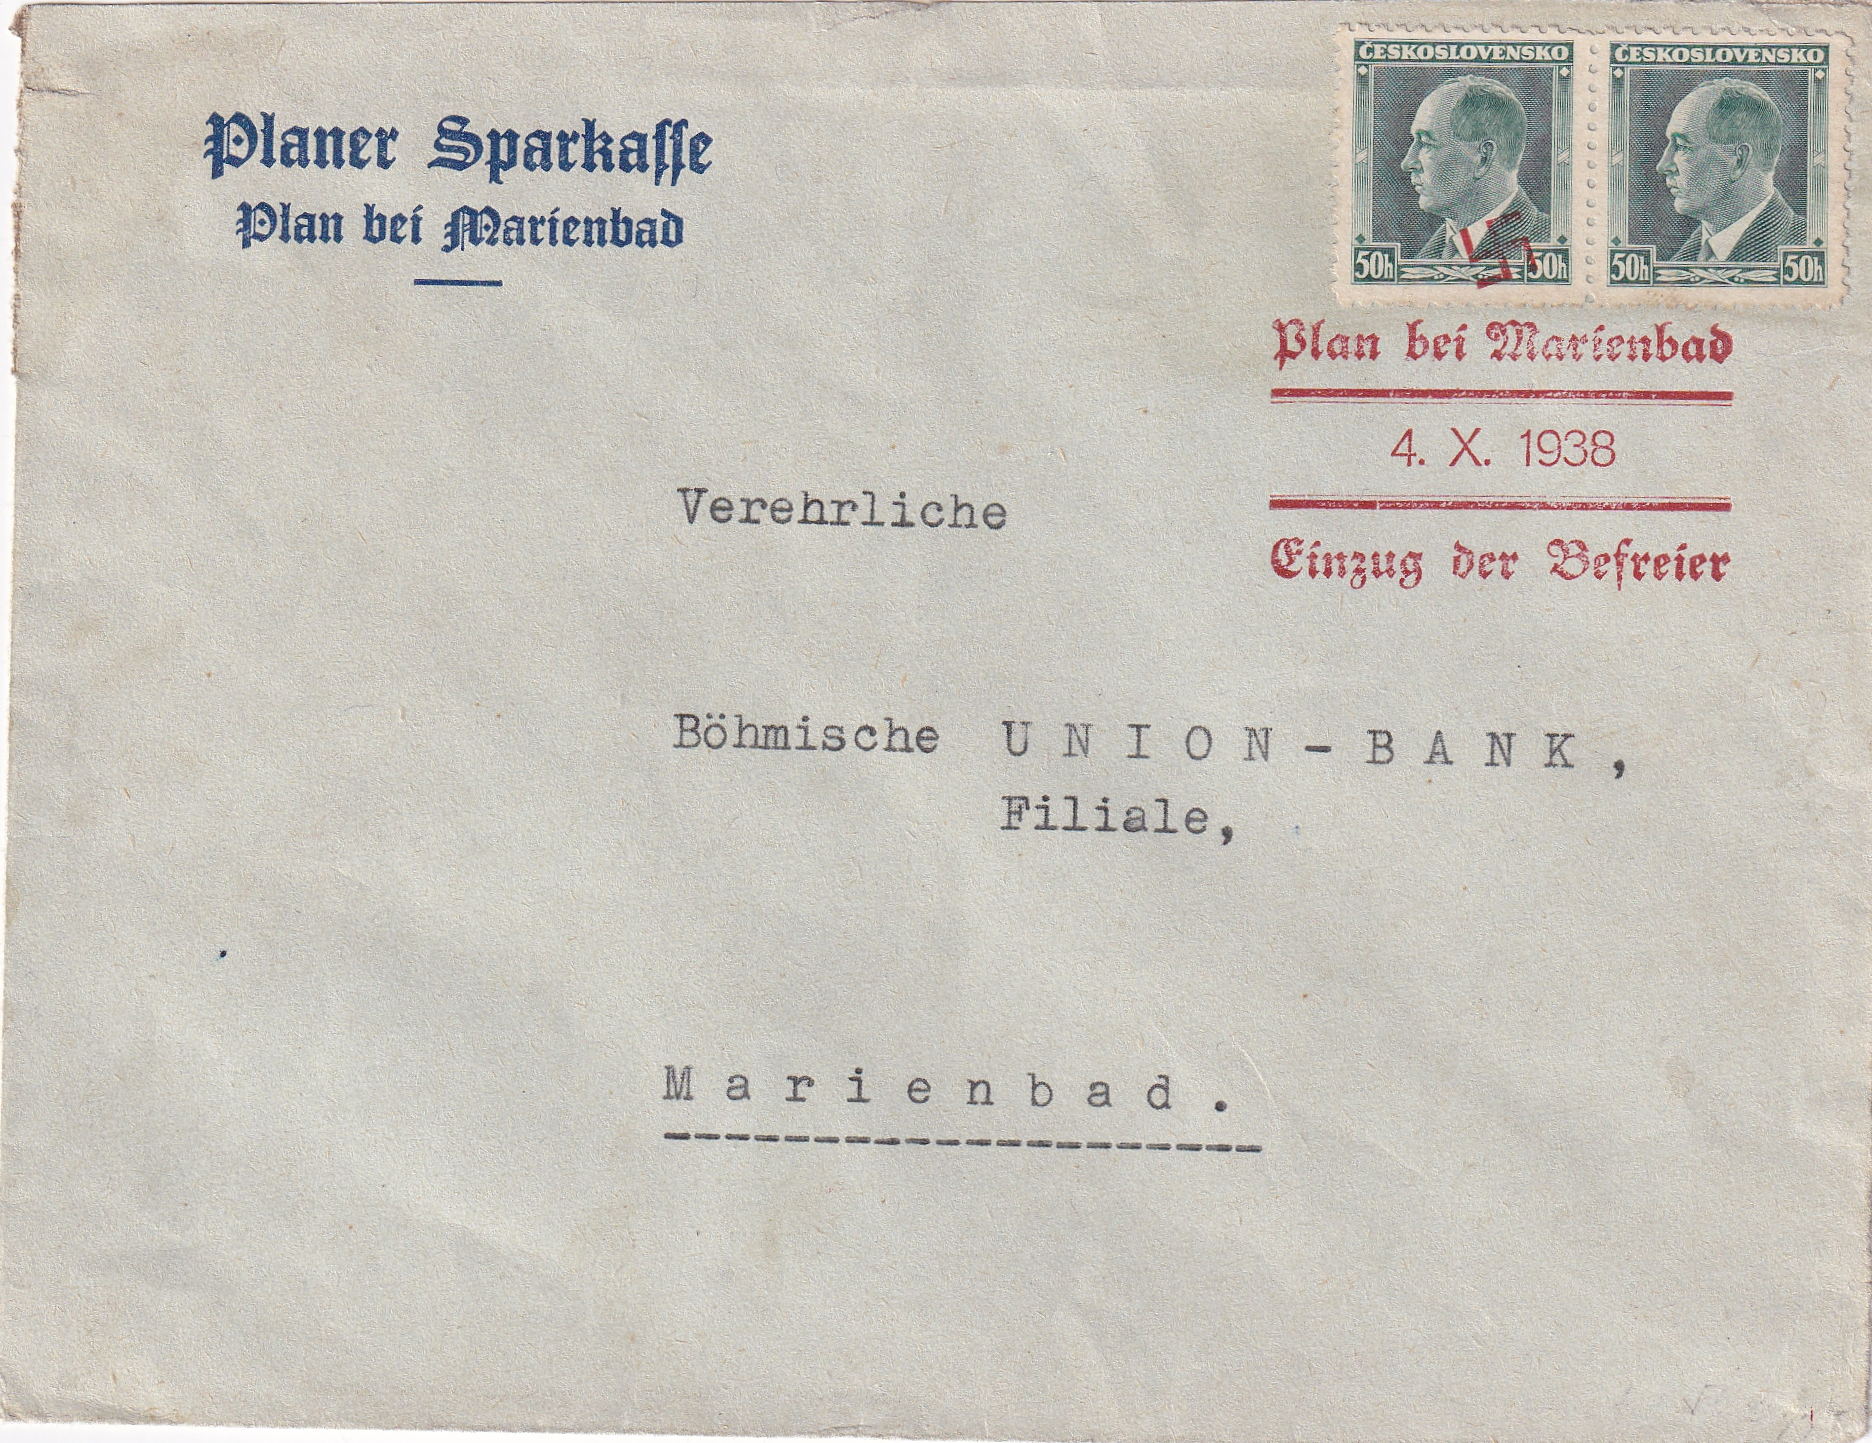 Planer Sparkasse
Plan bei Marienbad
ČESKOSLOVENSKO ČESKOSLOVENSKO
50h 50h 50h 50h
Plan bei Marienbad
4. X. 1938
Einzug der Befreier
Verehrliche
Böhmische UNION-BANK,
Filiale,
Marienbad.